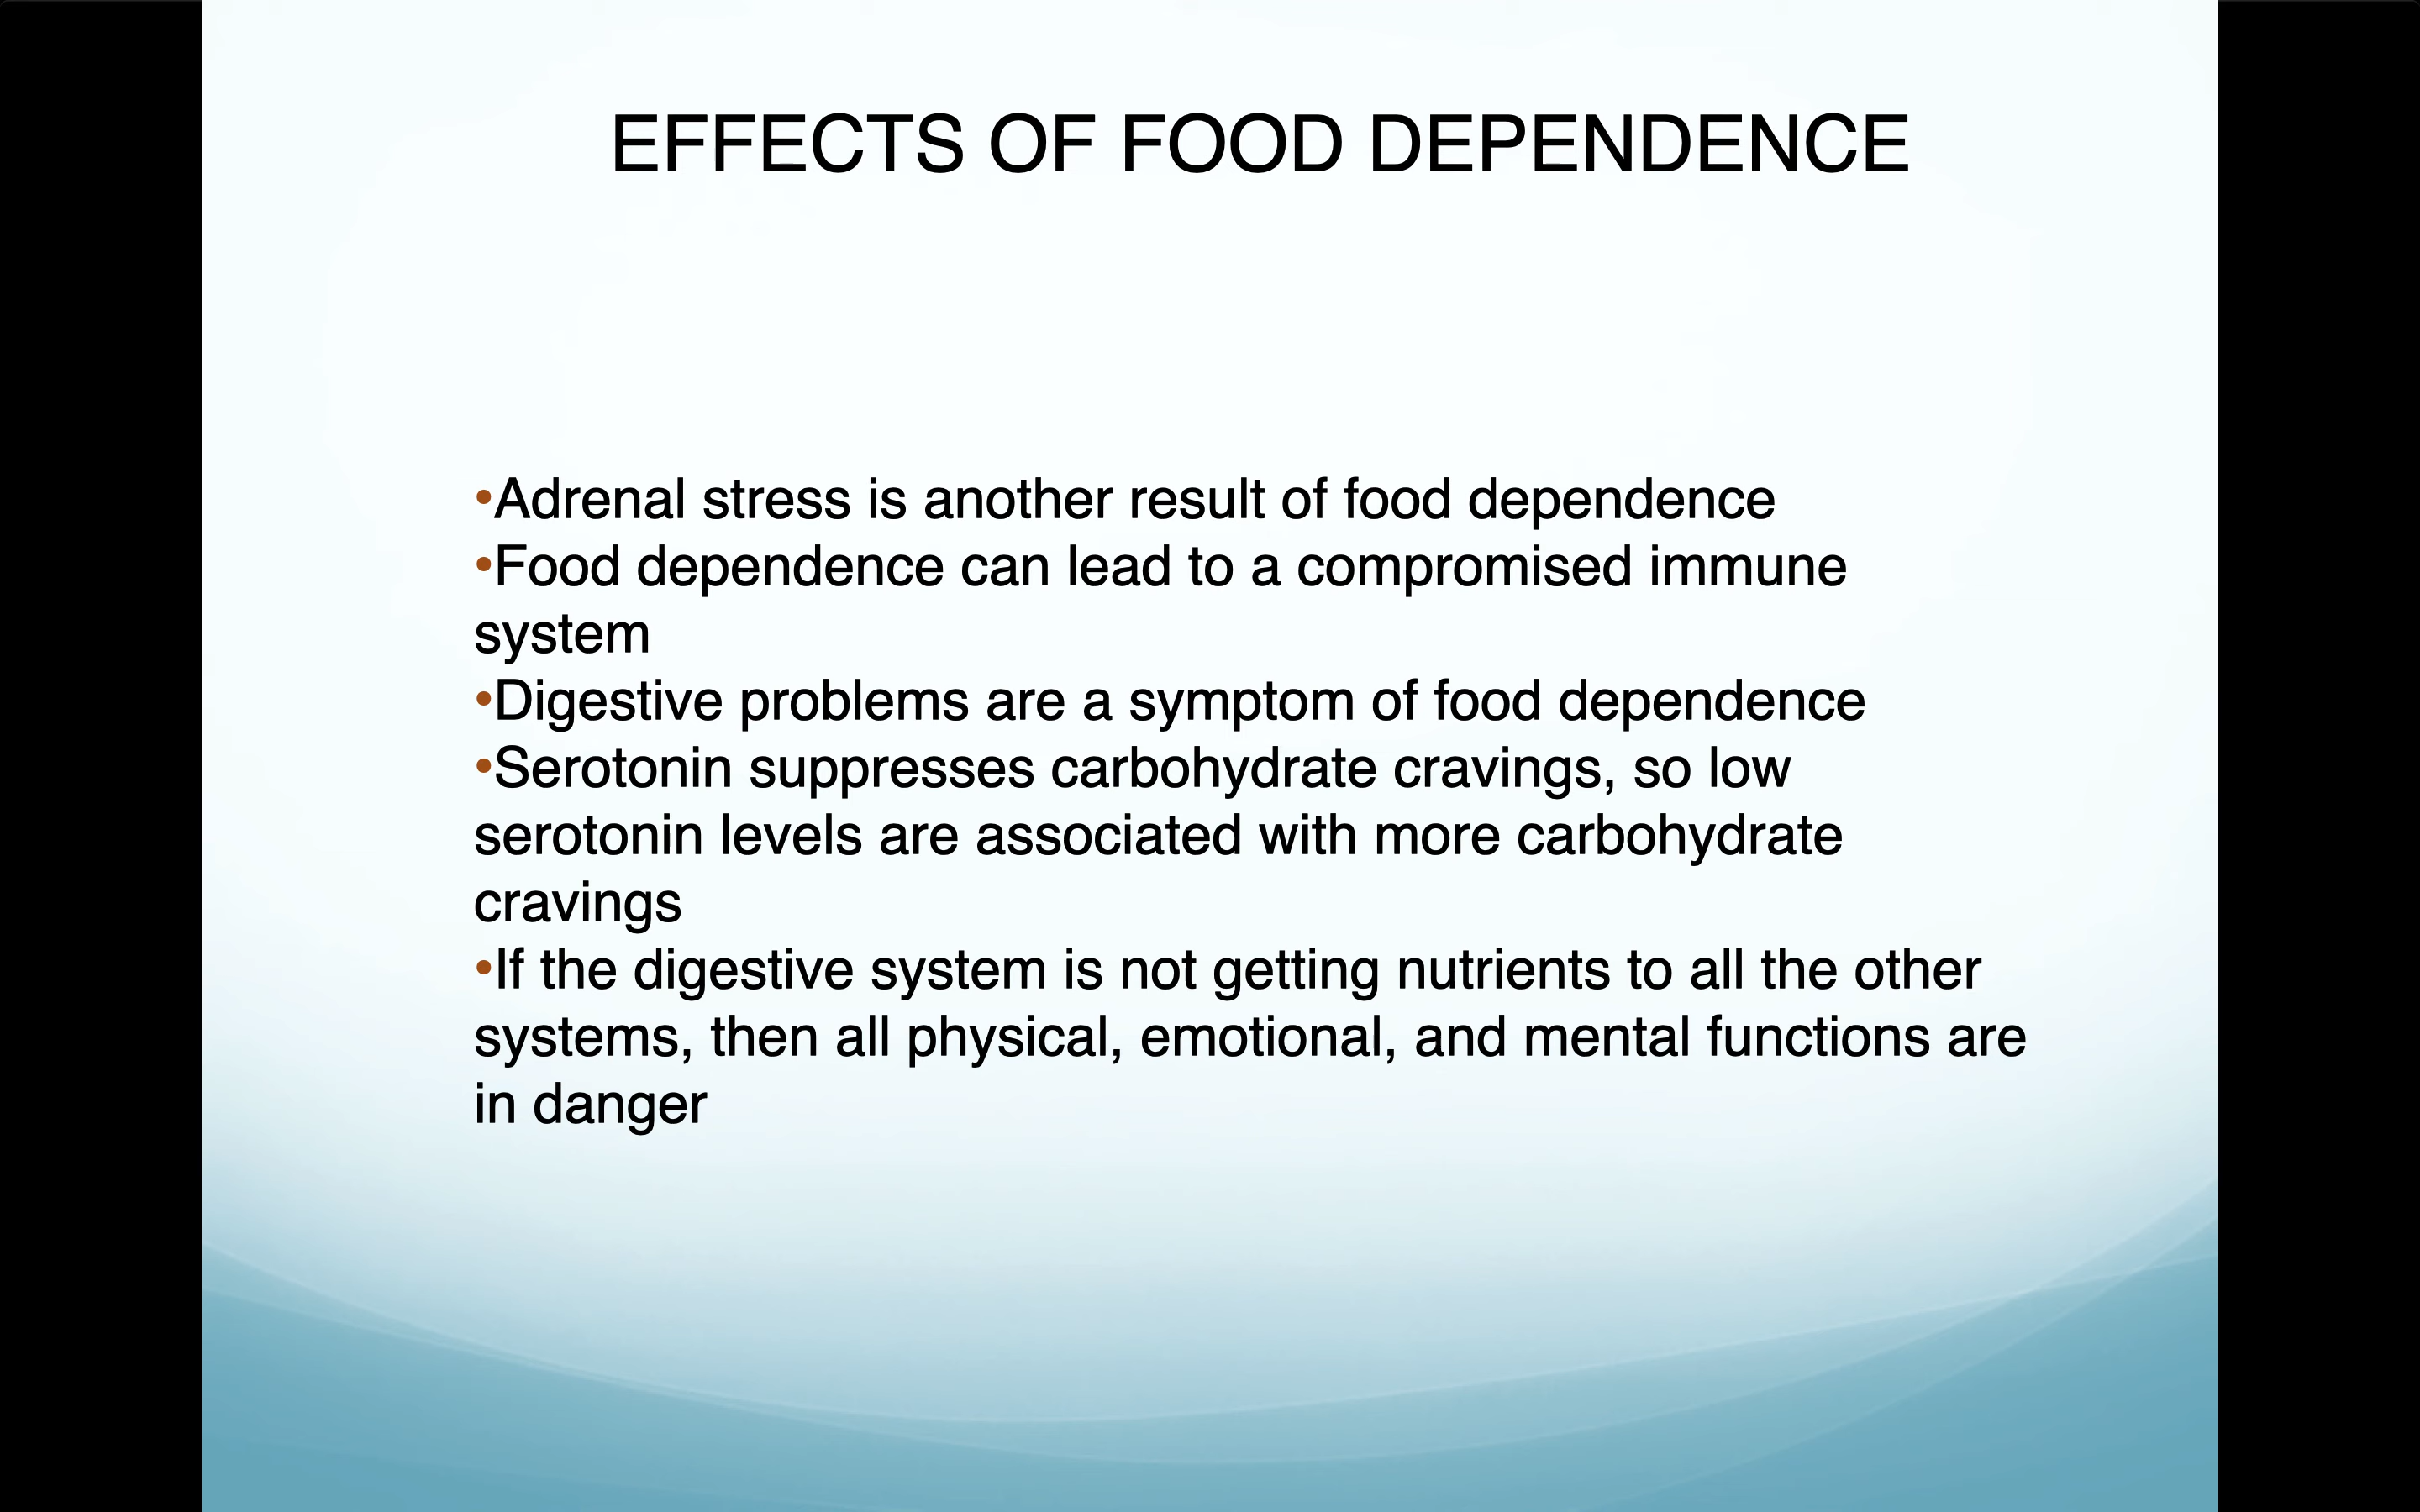 EFFECTS OF FOOD DEPENDENCE
•Adrenal stress is another result of food dependence
•Food dependence can lead to a compromised immune
system
•Digestive problems are a symptom of food dependence
•Serotonin suppresses carbohydrate cravings, so low
serotonin levels are associated with more carbohydrate
cravings
•If the digestive system is not getting nutrients to all the other
systems, then all physical, emotional, and mental functions are
in danger